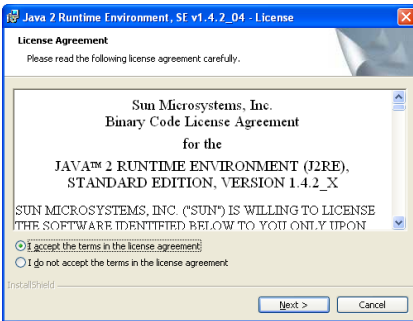 Java 2 Runtime Environment, SE v1.4.2_04 - License
License Agreement
Please read the following license agreement carefully.
Sun Microsystems, Inc.
Binary Code License Agreement
for the
JAVA™ 2 RUNTIME ENVIRONMENT (J2RE),
STANDARD EDITION, VERSION 1.4.2_X
SUN MICROSYSTEMS, INC. ("SUN") IS WILLING TO LICENSE
THE SOFTWARE IDENTIFIED BELOW TO YOU ONLY UPON
I accept the terms in the license agreement
I do not accept the terms in the license agreement
InstallShield
Next >
Cancel